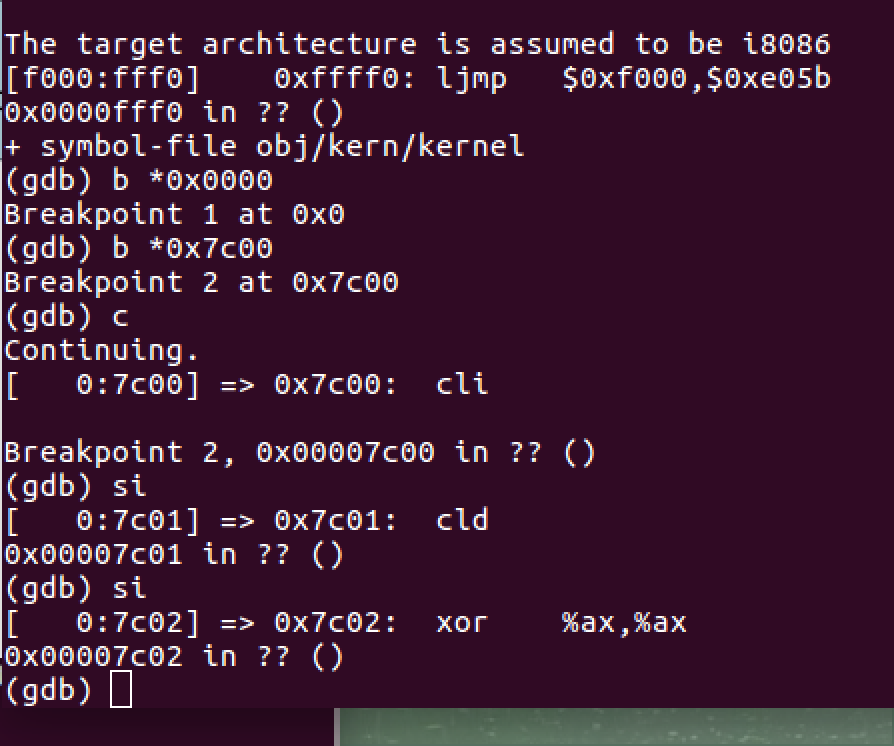 The target architecture is assumed to be i8086
[f000:fff0]    0xffff0: ljmp   $0xf000,$0xe05b
0x0000fff0 in ?? ()
+ symbol-file obj/kern/kernel
(gdb) b *0x0000
Breakpoint 1 at 0x0
(gdb) b *0x7c00
Breakpoint 2 at 0x7c00
(gdb) c
Continuing.
[   0:7c00] => 0x7c00:  cli

Breakpoint 2, 0x00007c00 in ?? ()
(gdb) si
[   0:7c01] => 0x7c01:  cld
0x00007c01 in ?? ()
(gdb) si
[   0:7c02] => 0x7c02:  xor    %ax,%ax
0x00007c02 in ?? ()
(gdb)